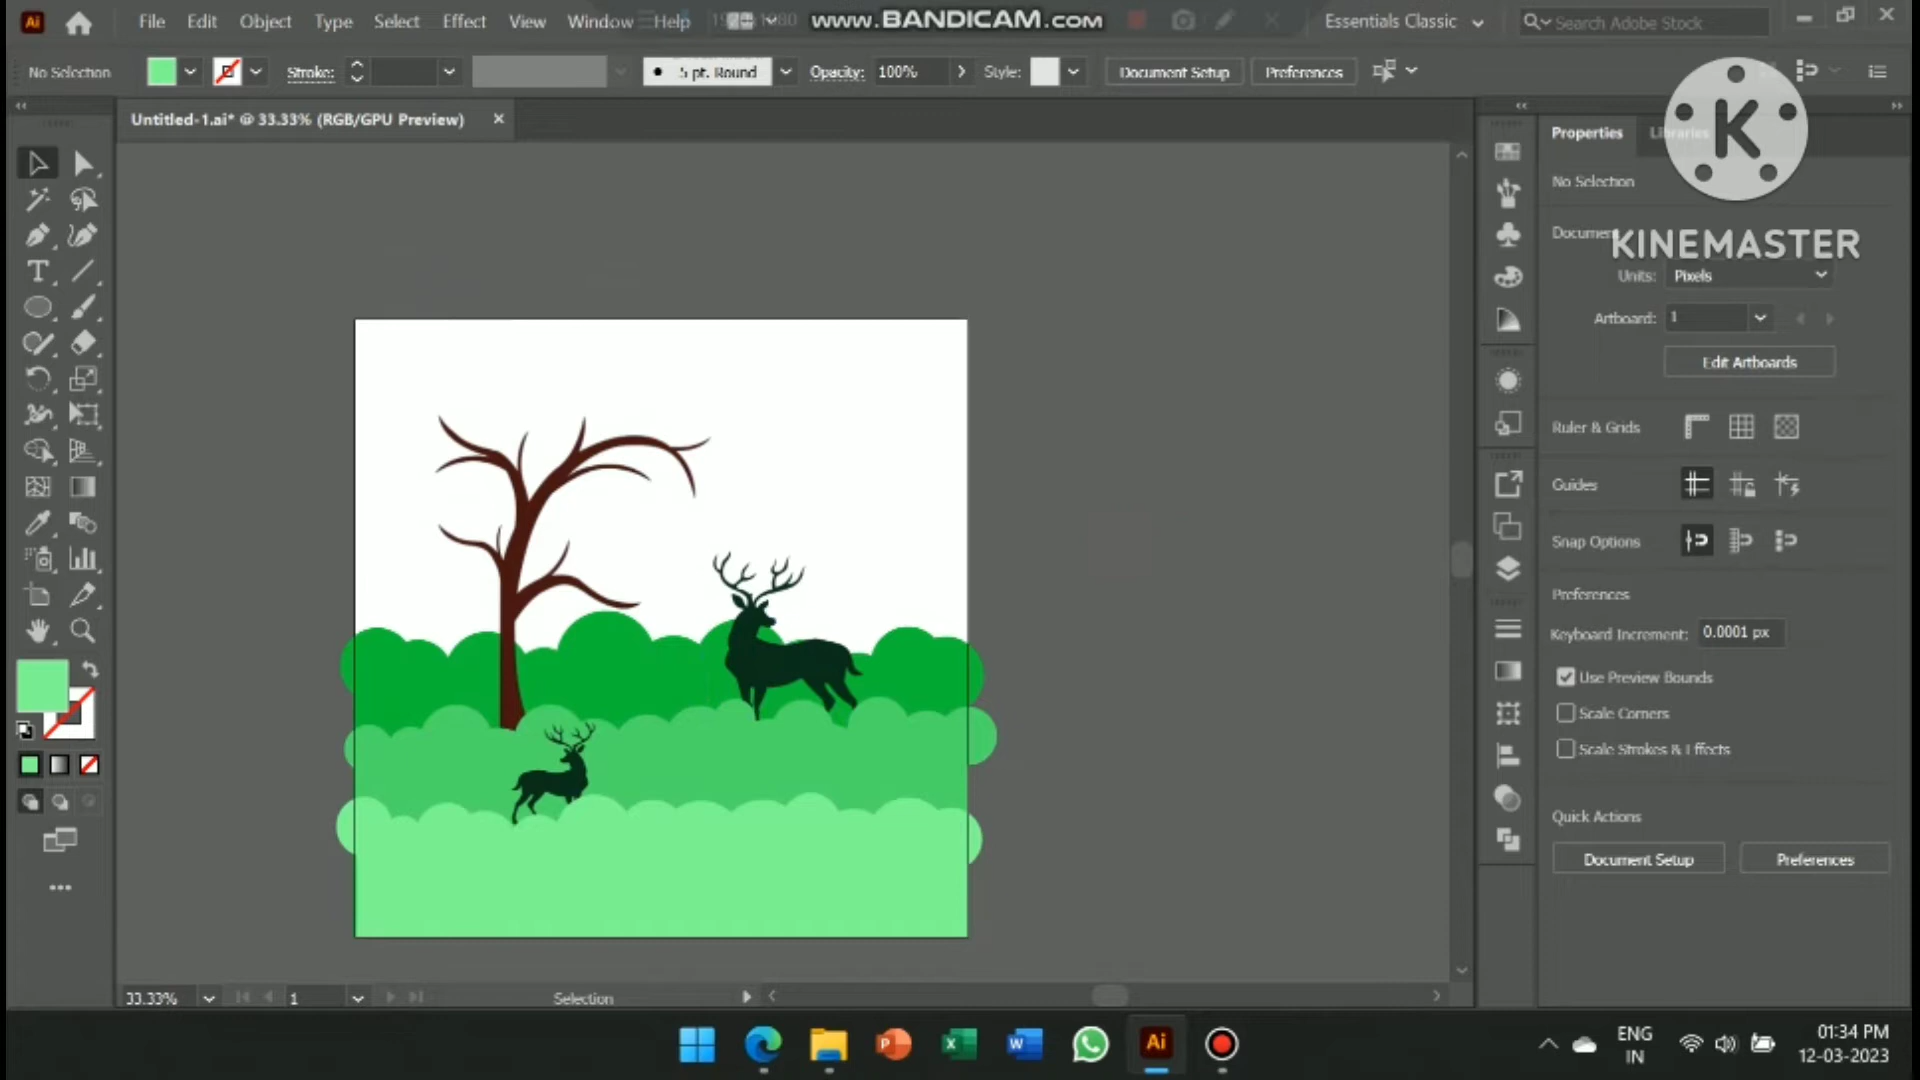 Ai File Edit Object Type Select Effect View Window Help www.BANDICAM.com Essentials Classic Search Adobe Stock
No Selection Stroke: 5 pt. Round Opacity: 100% Style: Document Setup Preferences
Untitled-1.ai* @ 33.33% (RGB/GPU Preview) ×
Properties Libraries
K
KINEMASTER
No Selection
Document
Units: Pixels
Artboard: 1
Edit Artboards
Ruler & Grids
Guides
Snap Options
Preferences
Keyboard Increment: 0.0001 px
Use Preview Bounds
Scale Corners
Scale Strokes & Effects
Quick Actions
Document Setup Preferences
33.33% 1 Selection
P X W Ai
ENG
IN
01:34 PM
12-03-2023